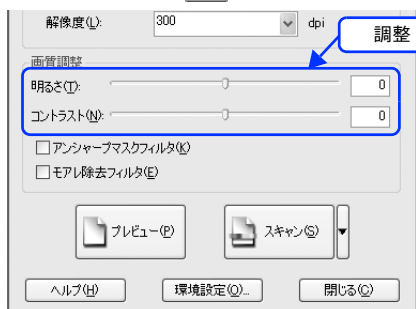 解像度(L): 300 dpi
調整
画質調整
明るさ(T): 0
コントラスト(N): 0
アンシャープマスクフィルタ(K)
モアレ除去フィルタ(E)
プレビュー(P) スキャン(S)
ヘルプ(H) 環境設定(O)... 閉じる(C)